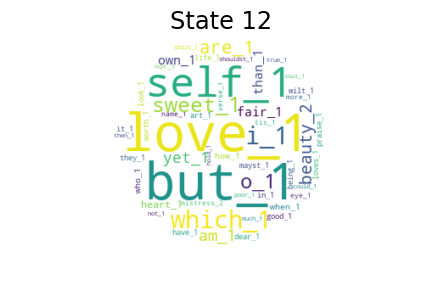 State 12
shalt_1
are_1
own_1
life_1
shouldst_1
true_1
nor_1
than_1
soul_1
self_1
look_1
verse_1
wilt_1
more_1
sweet_1
fair_1
name_1
art_1
beauty_2
worth_1
tis_1
praise_1
it_1
then_1
love_1
i_1
they_1
yet_1
hold_1
how_1
mayst_1
being_1
loves_1
who_1
but_1
o_1
could_1
poor_1
in_1
eye_1
heart_1
mistress_2
when_1
not_1
which_1
much_1
good_1
have_1
am_1
dear_1